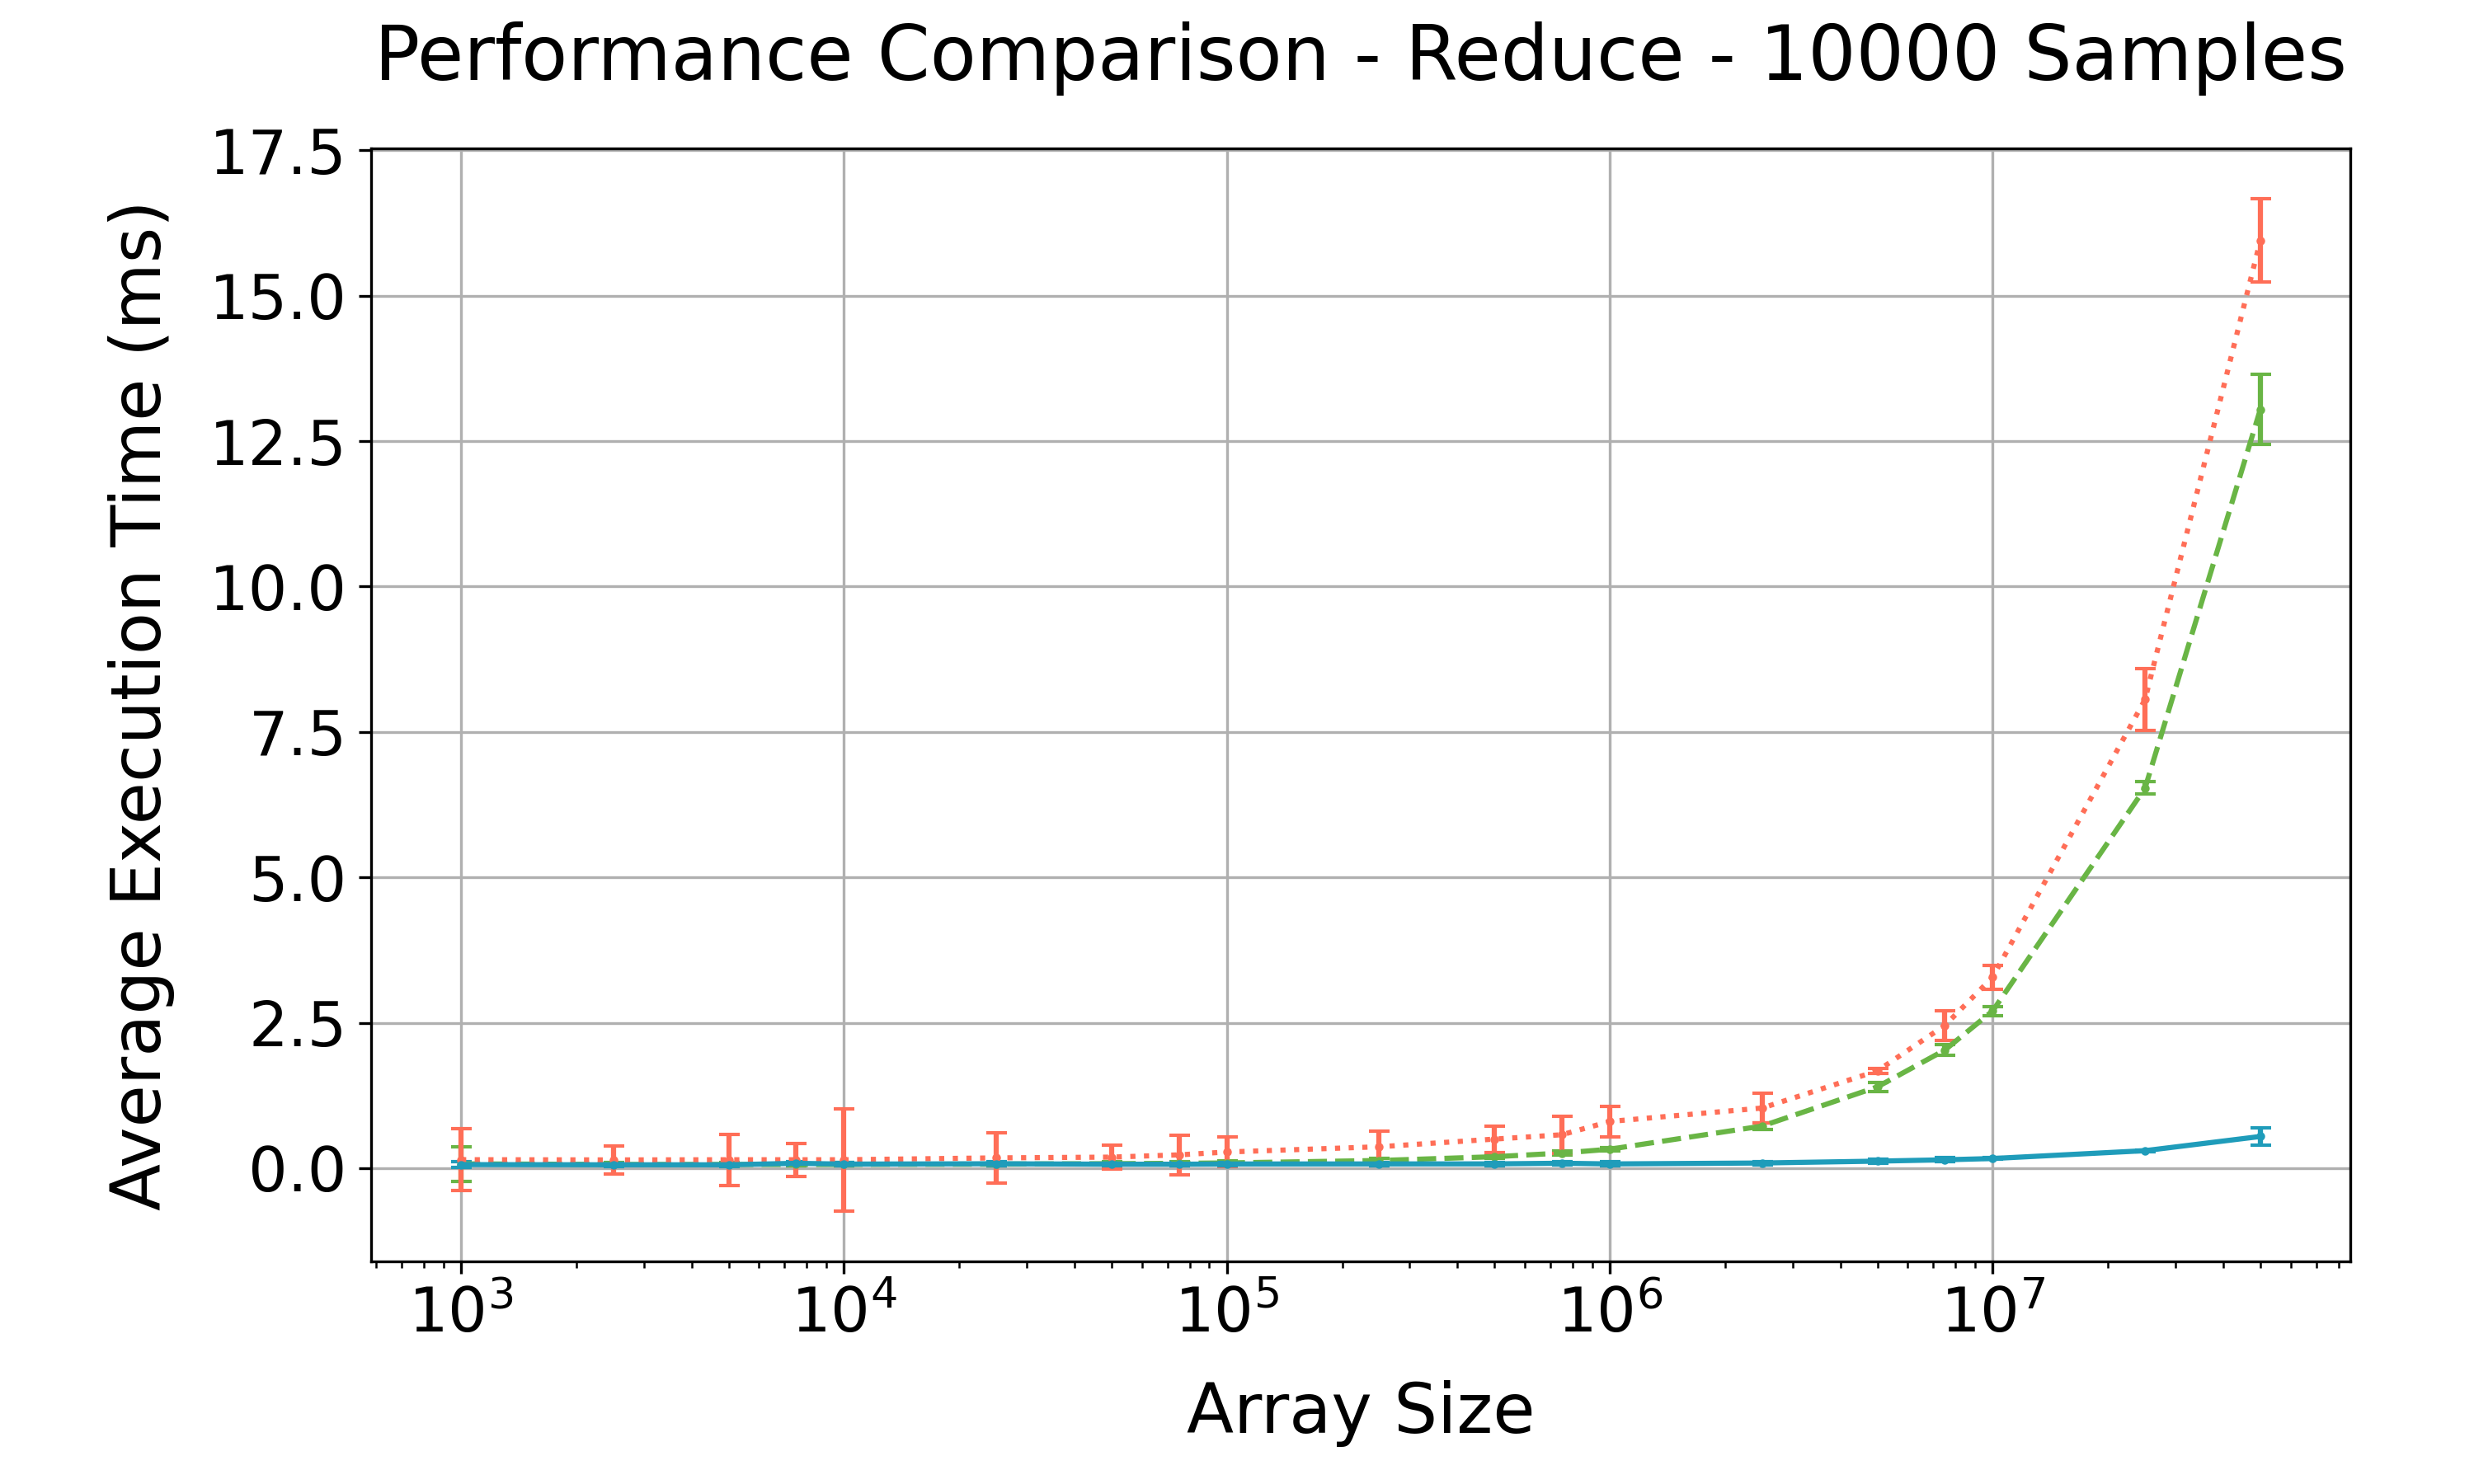 Performance Comparison - Reduce - 10000 Samples
Average Execution Time (ms)
17.5
15.0
12.5
10.0
7.5
5.0
2.5
0.0
10³ 10⁴ 10⁵ 10⁶ 10⁷
Array Size